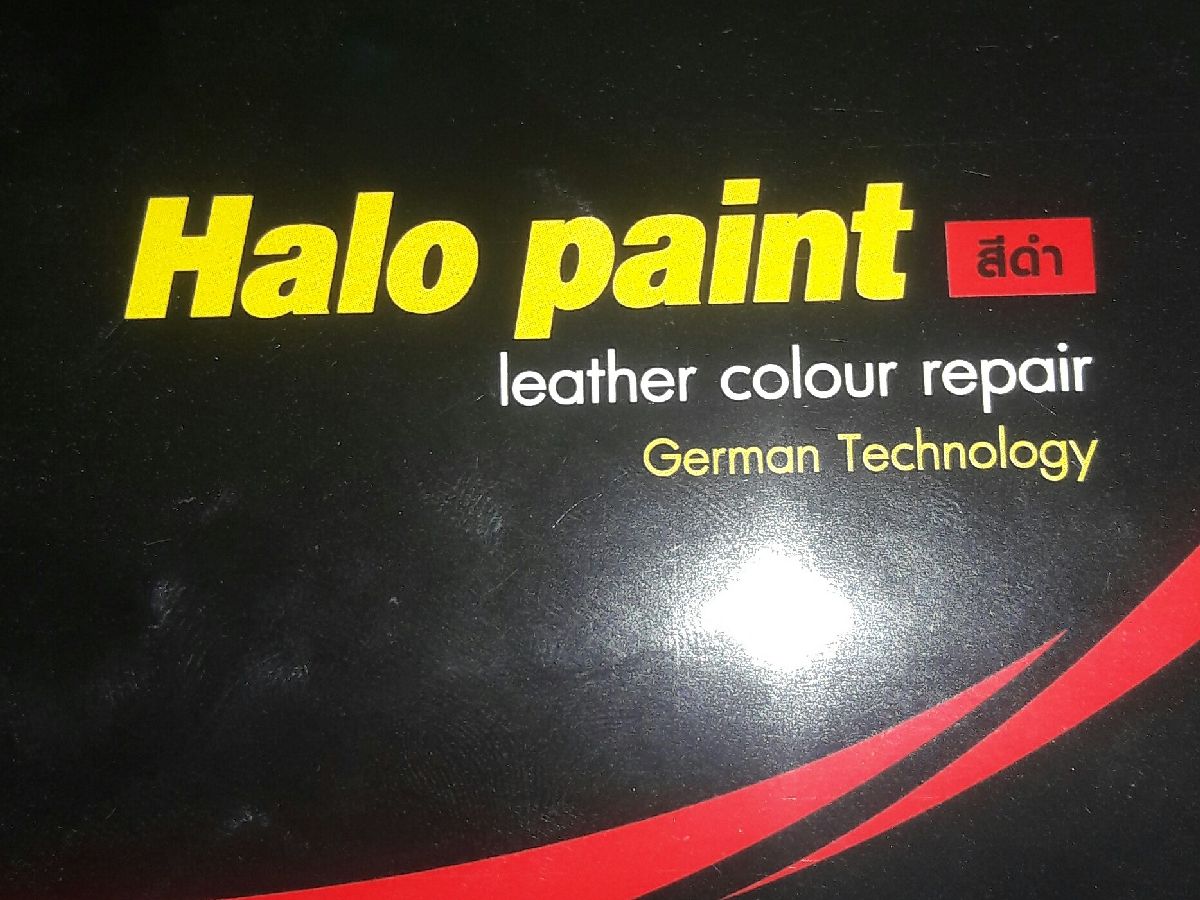 Halo paint สีดำ
leather colour repair
German Technology